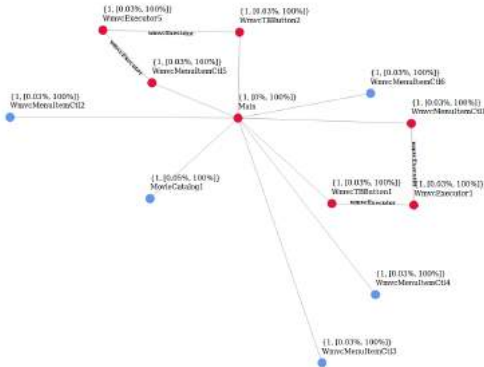 {1, [0.03%, 100%]}
WmvcExecutor5
wmvcExecutor
{1, [0.03%, 100%]}
WmvcTBButton2
wmvcExecutor
{1, [0.03%, 100%]}
WmvcMenuItemCtl5
{1, [0.03%, 100%]}
WmvcMenuItemCtl6
{1, [0.03%, 100%]}
WmvcMenuItemCtl2
{1, [0%, 100%]}
Main
{1, [0.03%, 100%]}
WmvcMenuItemCtl1
wmvcExecutor
{1, [0.05%, 100%]}
MovieCatalog1
{1, [0.03%, 100%]}
WmvcTBButton1
wmvcExecutor
{1, [0.03%, 100%]}
WmvcExecutor1
{1, [0.03%, 100%]}
WmvcMenuItemCtl4
{1, [0.03%, 100%]}
WmvcMenuItemCtl3